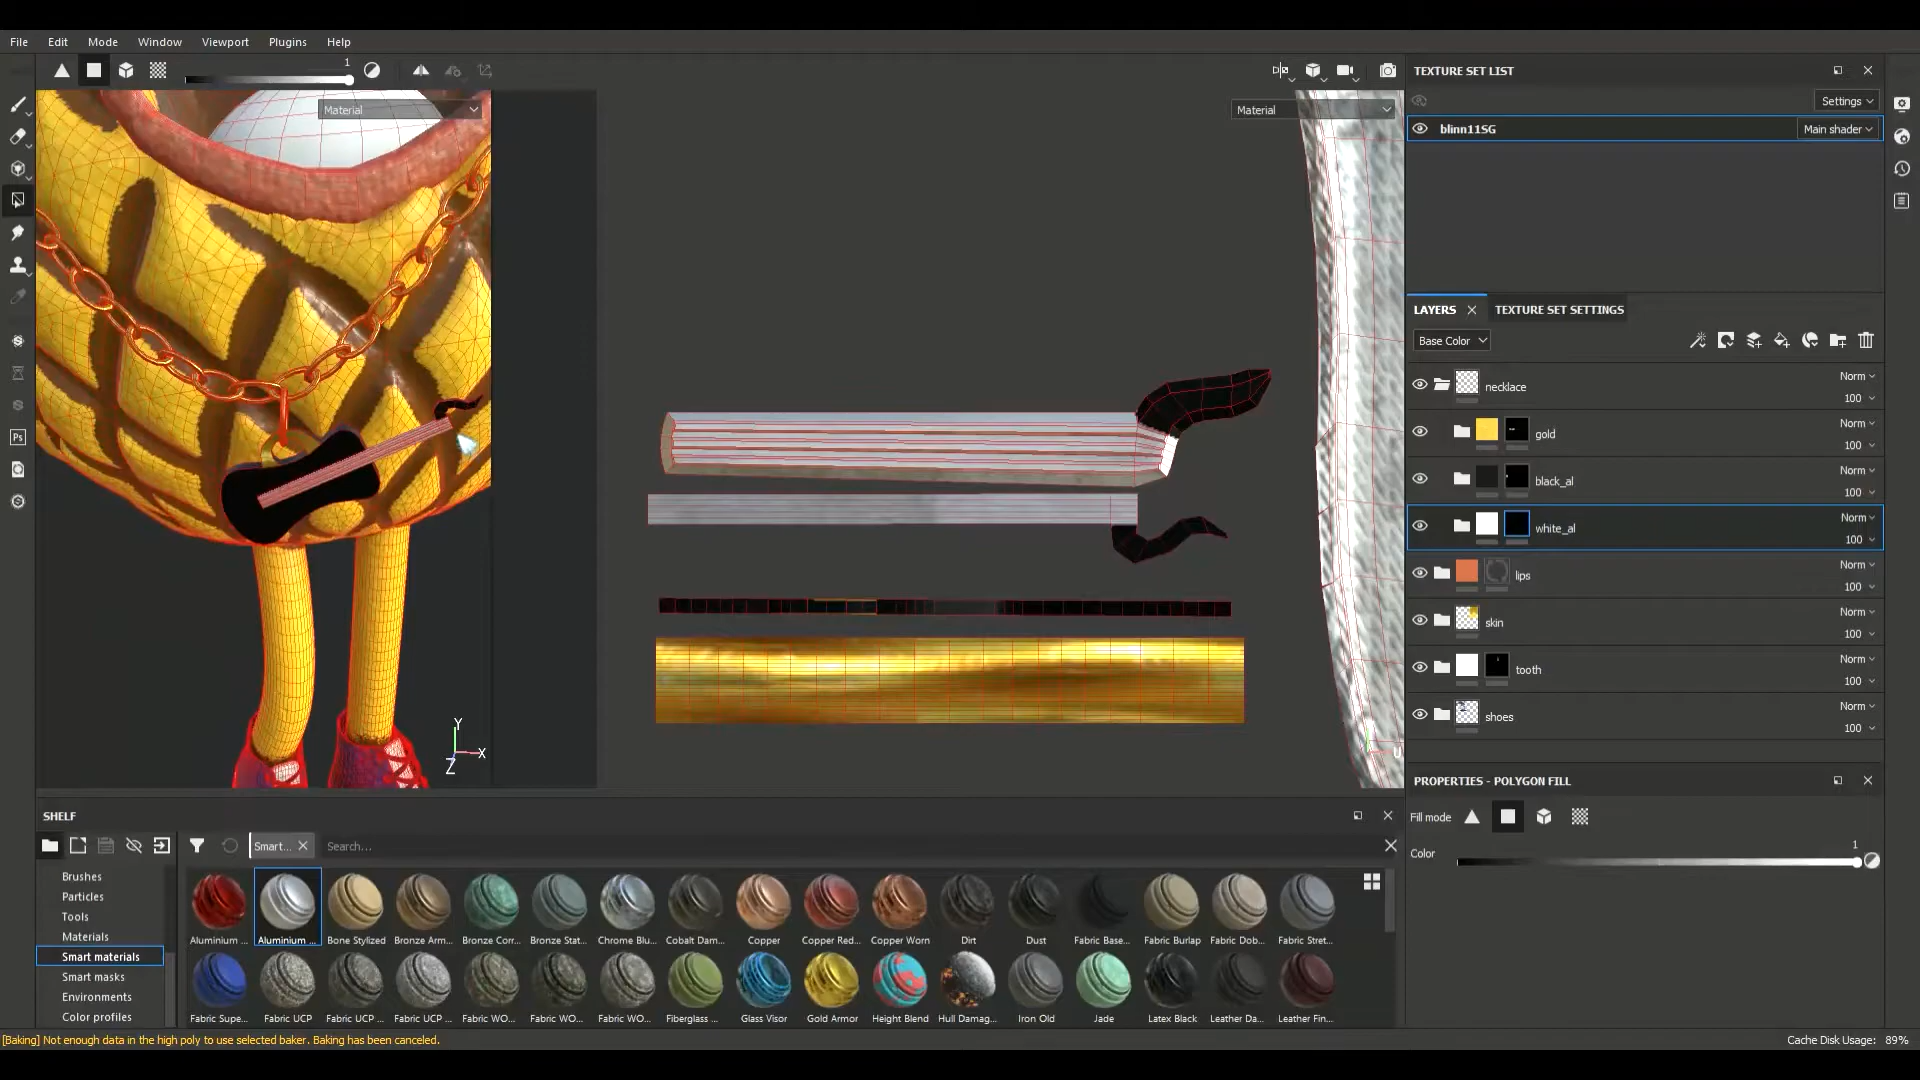 File Edit Mode Window Viewport Plugins Help
1
Material
Material
Y
X
Z
U
TEXTURE SET LIST
Settings
blinn11SG
Main shader
LAYERS
TEXTURE SET SETTINGS
Base Color
necklace
Norm
100
gold
Norm
100
black_al
Norm
100
white_al
Norm
100
lips
Norm
100
skin
Norm
100
tooth
Norm
100
shoes
Norm
100
PROPERTIES - POLYGON FILL
Fill mode
Color
1
SHELF
Smart...
Search...
Brushes
Particles
Tools
Materials
Smart materials
Smart masks
Environments
Color profiles
Aluminium ... Aluminium ... Bone Stylized Bronze Arm... Bronze Corr... Bronze Stat... Chrome Blu... Cobalt Dam... Copper Copper Red... Copper Worn Dirt Dust Fabric Base... Fabric Burlap Fabric Dob... Fabric Stret...
Fabric Supe... Fabric UCP Fabric UCP ... Fabric UCP ... Fabric WO... Fabric WO... Fabric WO... Fiberglass ... Glass Visor Gold Armor Height Blend Hull Damag... Iron Old Jade Latex Black Leather Da... Leather Fin...
[Baking] Not enough data in the high poly to use selected baker. Baking has been canceled.
Cache Disk Usage: 89%